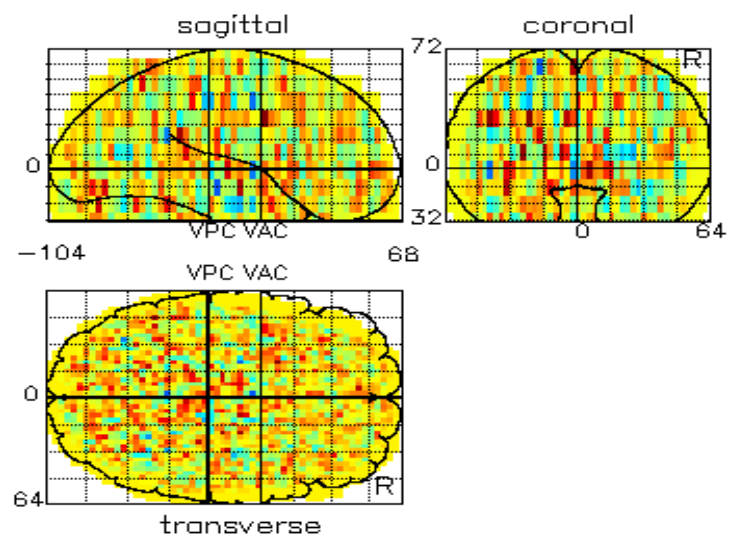 sagittal
coronal
72
R
0
0
32
VPC VAC
0
64
−104
68
VPC VAC
0
64
R
transverse